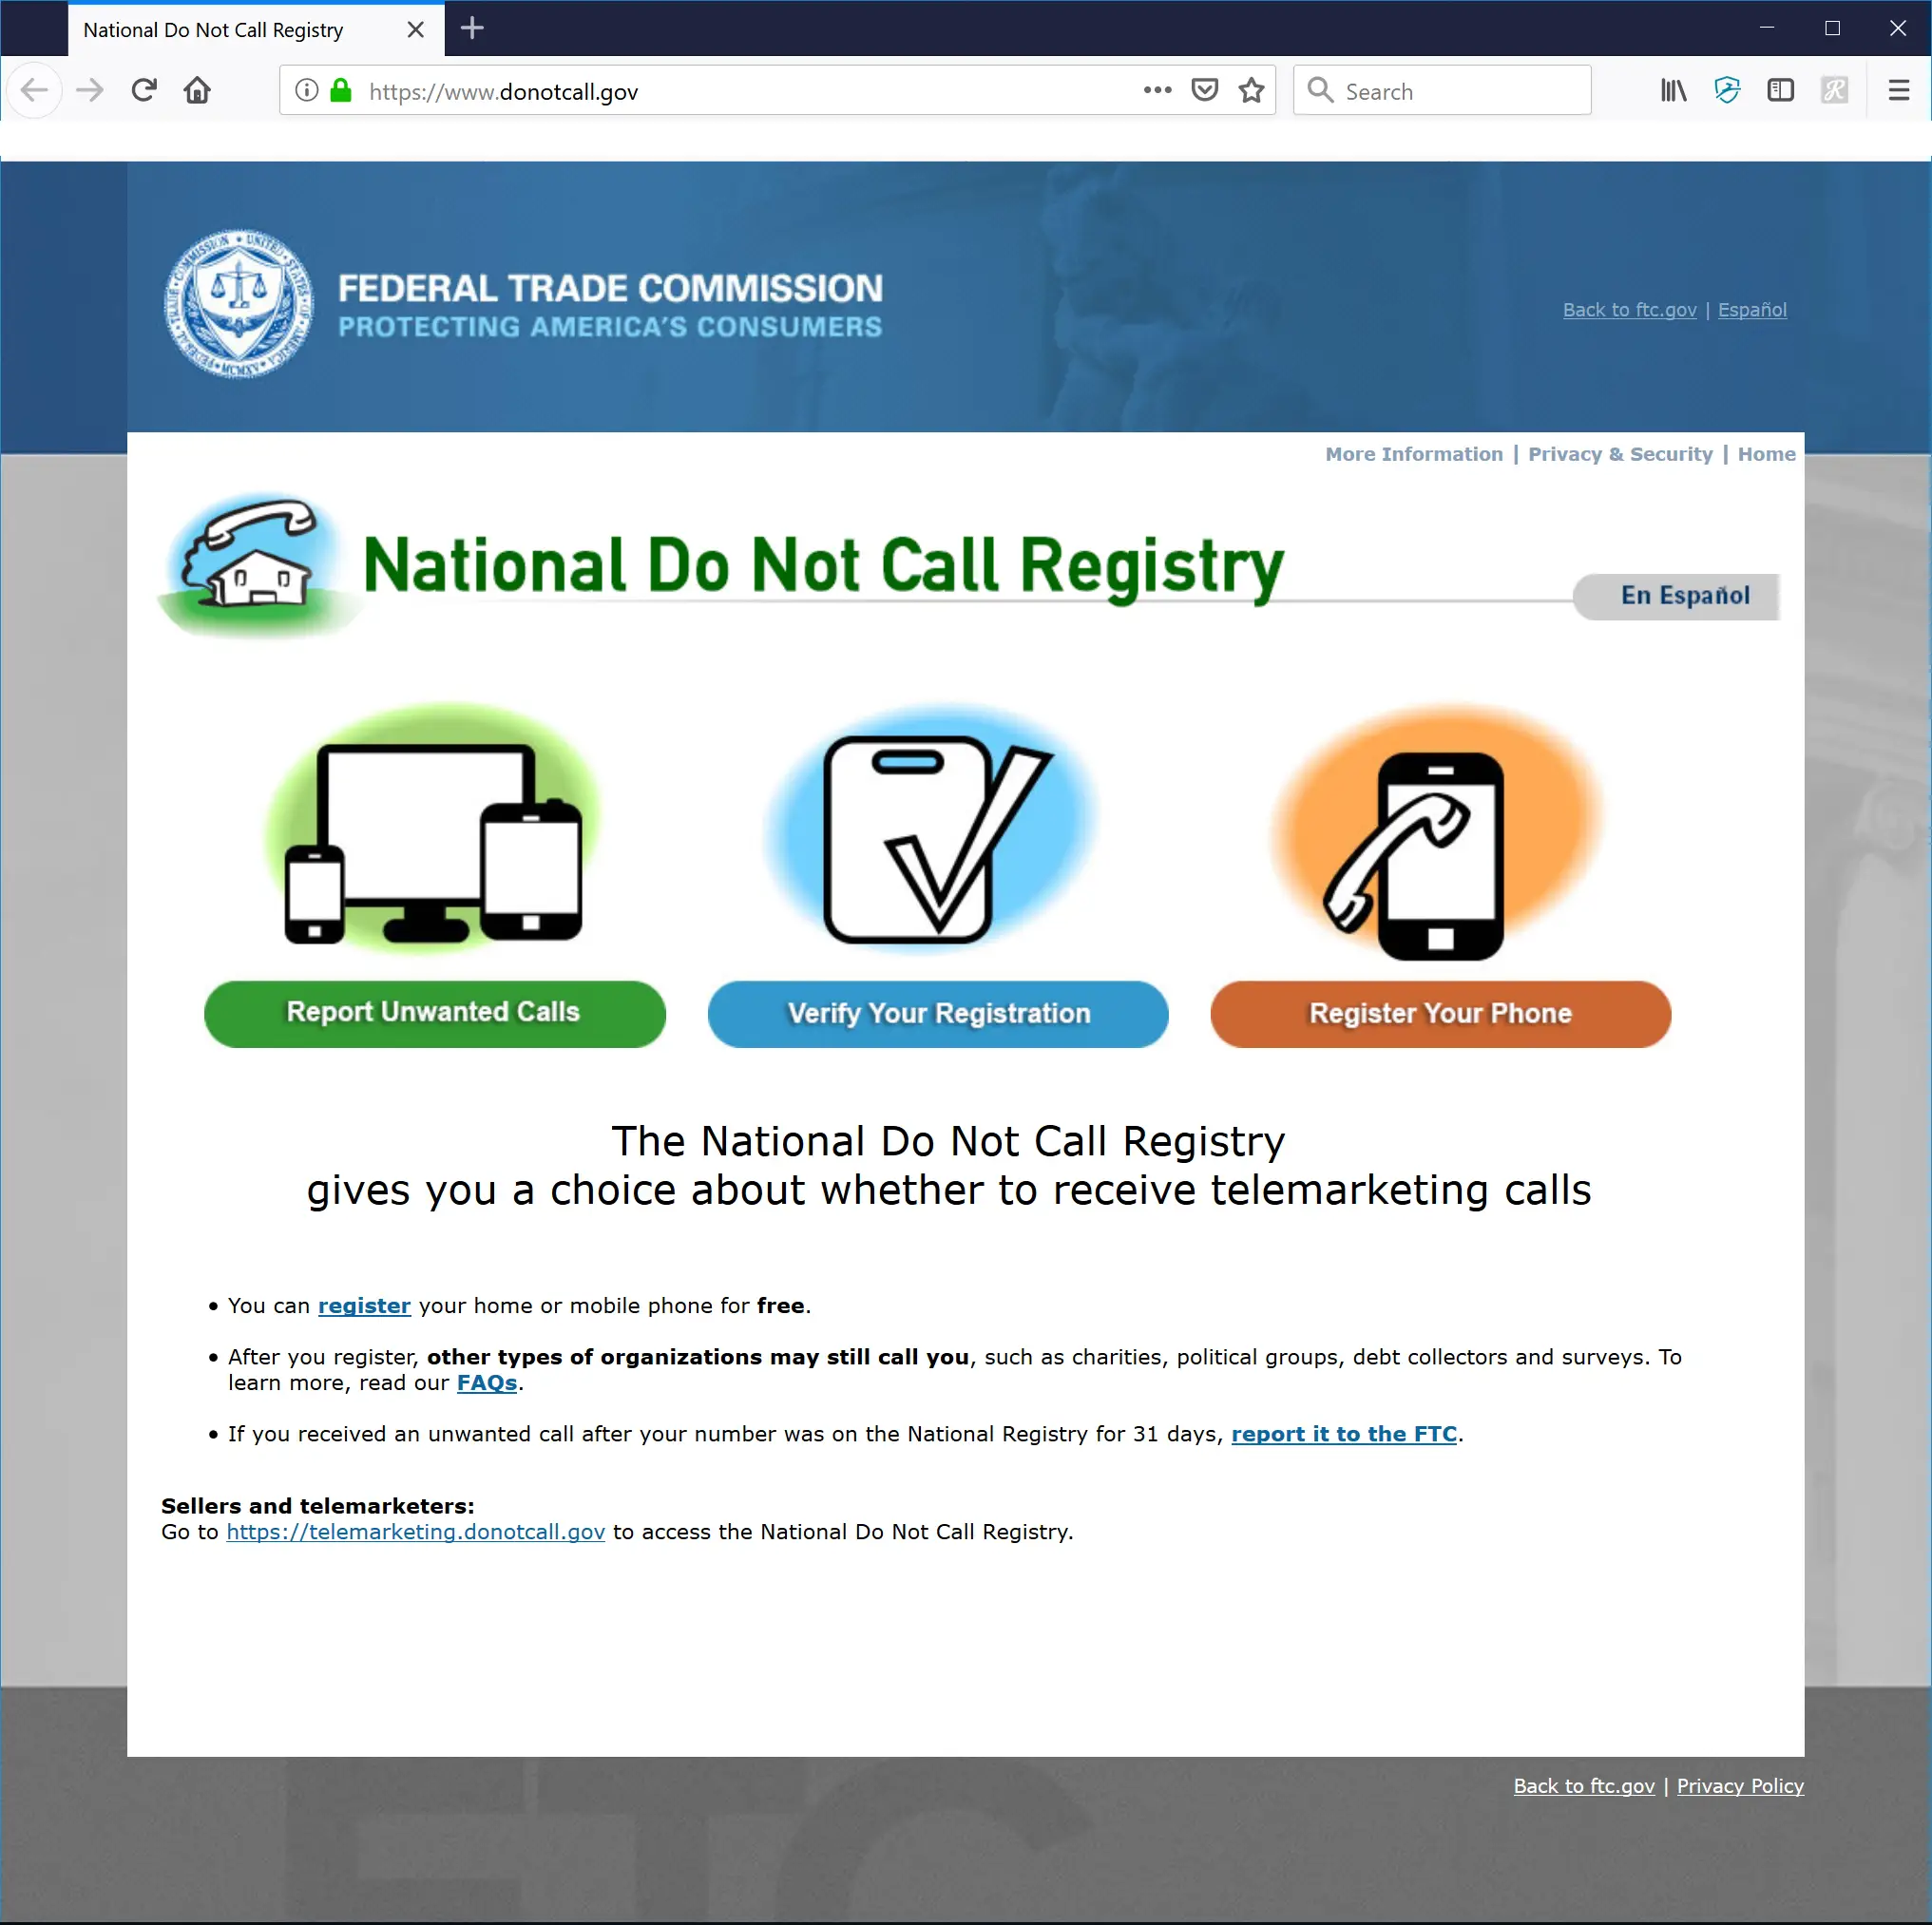 National Do Not Call Registry
https://www.donotcall.gov
Search
FEDERAL TRADE COMMISSION
PROTECTING AMERICA'S CONSUMERS
Back to ftc.gov | Español
More Information | Privacy & Security | Home
National Do Not Call Registry
En Español
Report Unwanted Calls
Verify Your Registration
Register Your Phone
The National Do Not Call Registry
gives you a choice about whether to receive telemarketing calls
• You can register your home or mobile phone for free.
• After you register, other types of organizations may still call you, such as charities, political groups, debt collectors and surveys. To
learn more, read our FAQs.
• If you received an unwanted call after your number was on the National Registry for 31 days, report it to the FTC.
Sellers and telemarketers:
Go to https://telemarketing.donotcall.gov to access the National Do Not Call Registry.
Back to ftc.gov | Privacy Policy
FTC